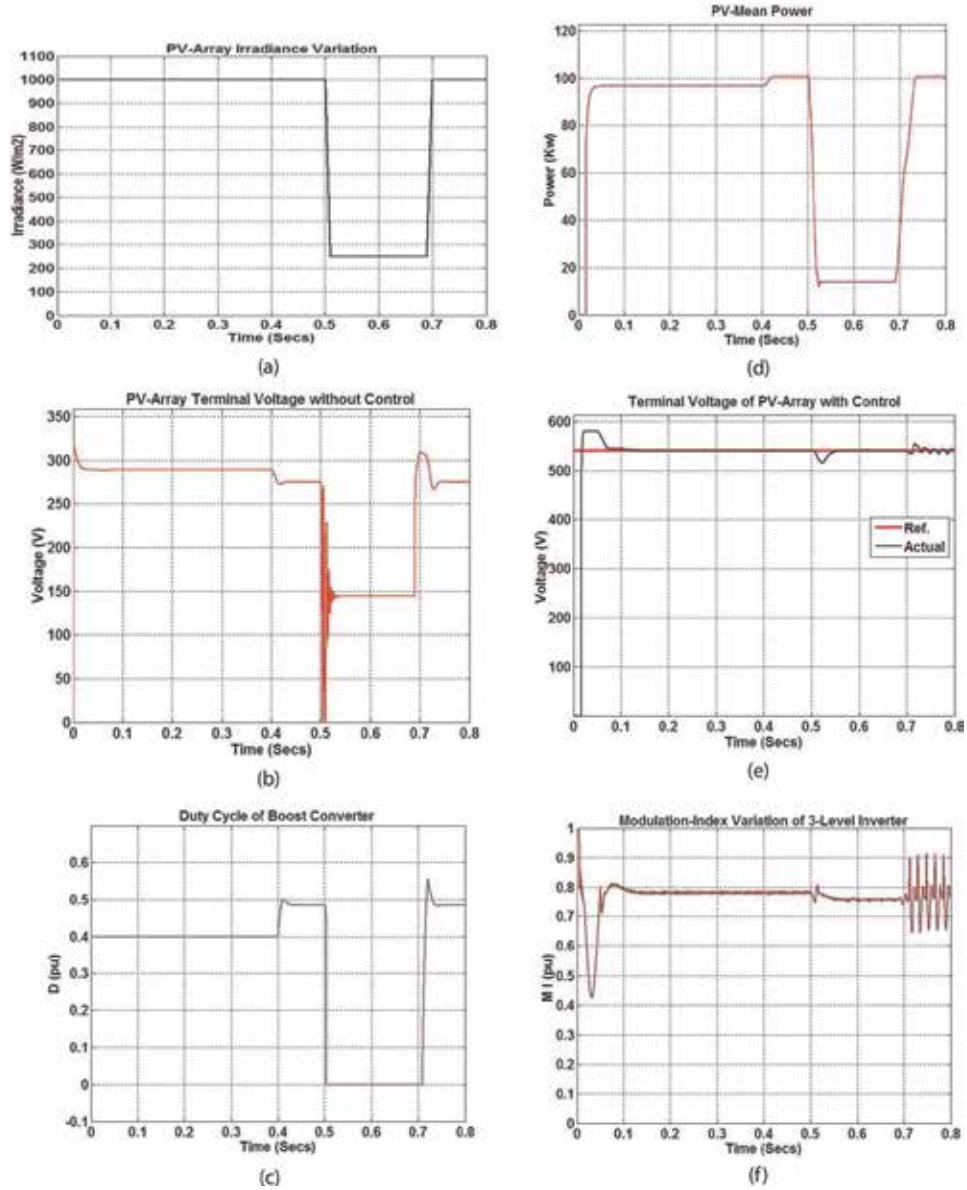 PV-Array Irradiance Variation
1100
1000
900
800
700
600
500
400
300
200
100
0
Irradiance (W/m2)
0 0.1 0.2 0.3 0.4 0.5 0.6 0.7 0.8
Time (Secs)
(a)
PV-Mean Power
120
100
80
60
40
20
0
Power (Kw)
0 0.1 0.2 0.3 0.4 0.5 0.6 0.7 0.8
Time (Secs)
(d)
PV-Array Terminal Voltage without Control
350
300
250
200
150
100
50
0
Voltage (V)
0 0.1 0.2 0.3 0.4 0.5 0.6 0.7 0.8
Time (Secs)
(b)
Terminal Voltage of PV-Array with Control
600
500
400
300
200
100
Voltage (V)
Ref.
Actual
0 0.1 0.2 0.3 0.4 0.5 0.6 0.7 0.8
Time (Secs)
(e)
Duty Cycle of Boost Converter
0.6
0.5
0.4
0.3
0.2
0.1
0
-0.1
D (pu)
0 0.1 0.2 0.3 0.4 0.5 0.6 0.7 0.8
Time (Secs)
(c)
Modulation-Index Variation of 3-Level Inverter
1
0.9
0.8
0.7
0.6
0.5
0.4
0.3
0.2
0.1
0
M I (pu)
0 0.1 0.2 0.3 0.4 0.5 0.6 0.7 0.8
Time (Secs)
(f)